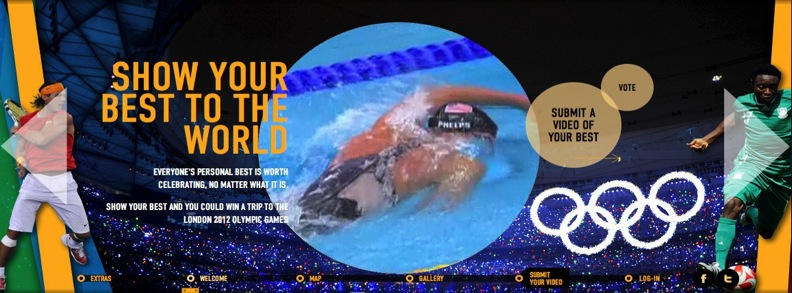 SHOW YOUR
BEST TO THE
WORLD
EVERYONE'S PERSONAL BEST IS WORTH
CELEBRATING, NO MATTER WHAT IT IS.
SHOW YOUR BEST AND YOU COULD WIN A TRIP TO THE
LONDON 2012 OLYMPIC GAMES
PHELPS
SUBMIT A
VIDEO OF
YOUR BEST
VOTE
EXTRAS
WELCOME
MAP
GALLERY
SUBMIT
YOUR VIDEO
LOG-IN
f
t